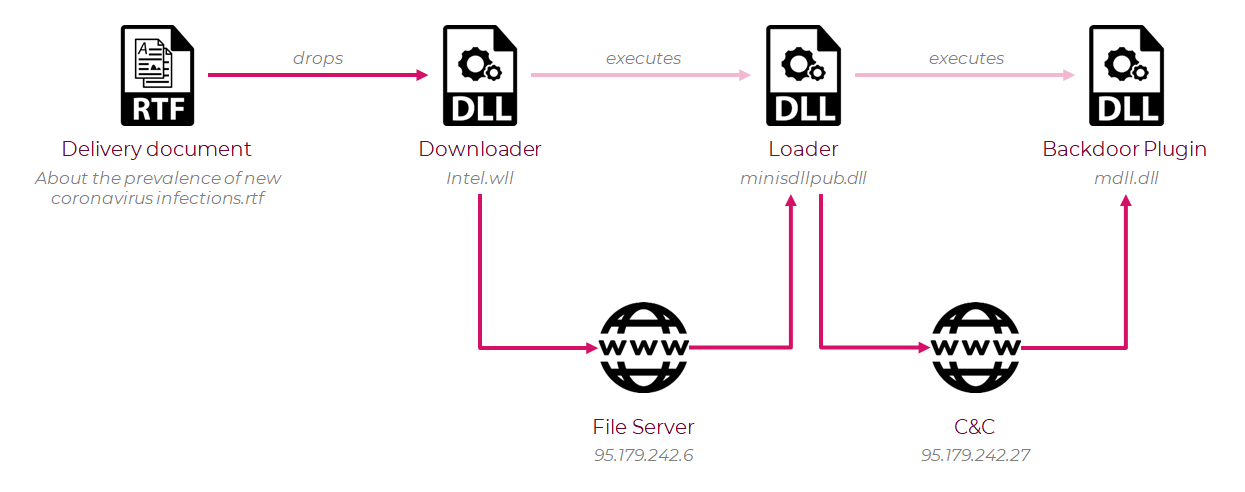 drops
executes
executes
A
RTF
DLL
DLL
DLL
Delivery document
Downloader
Loader
Backdoor Plugin
About the prevalence of new
coronavirus infections.rtf
Intel.wll
minisdllpub.dll
mdll.dll
WWW
WWW
File Server
C&C
95.179.242.6
95.179.242.27